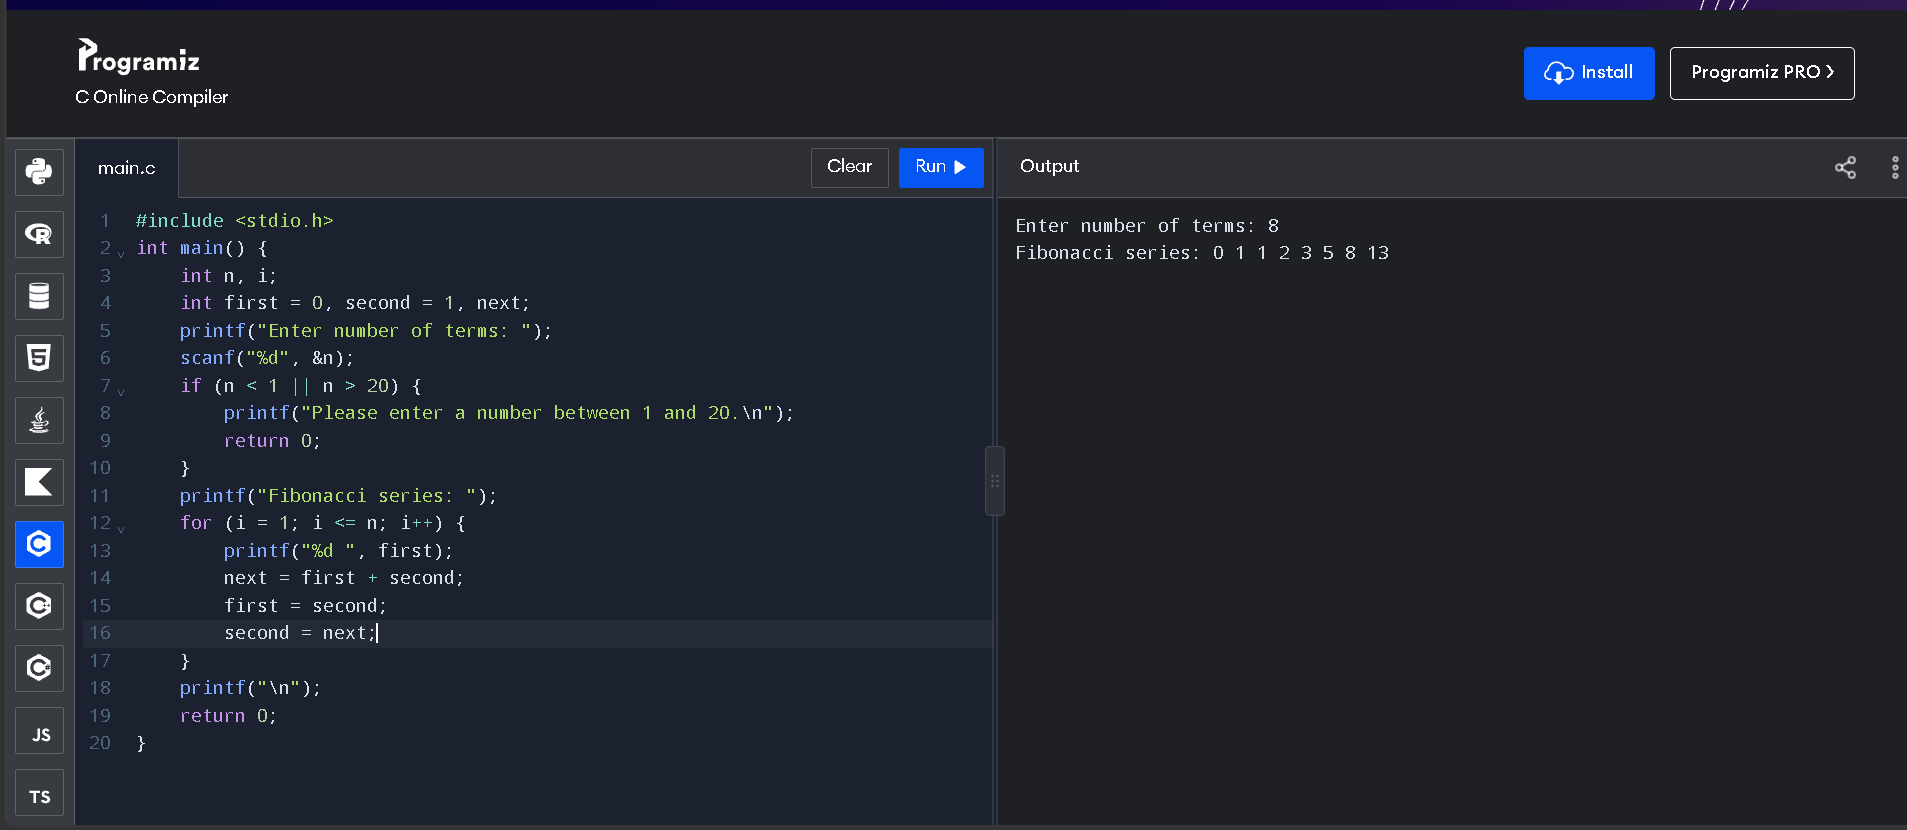 Programiz
C Online Compiler
Install
Programiz PRO
main.c
Clear
Run
Output
JS
TS
1 #include <stdio.h>
2 int main() {
3     int n, i;
4     int first = 0, second = 1, next;
5     printf("Enter number of terms: ");
6     scanf("%d", &n);
7     if (n < 1 || n > 20) {
8         printf("Please enter a number between 1 and 20.\n");
9         return 0;
10     }
11     printf("Fibonacci series: ");
12     for (i = 1; i <= n; i++) {
13         printf("%d ", first);
14         next = first + second;
15         first = second;
16         second = next;
17     }
18     printf("\n");
19     return 0;
20 }
Enter number of terms: 8
Fibonacci series: 0 1 1 2 3 5 8 13